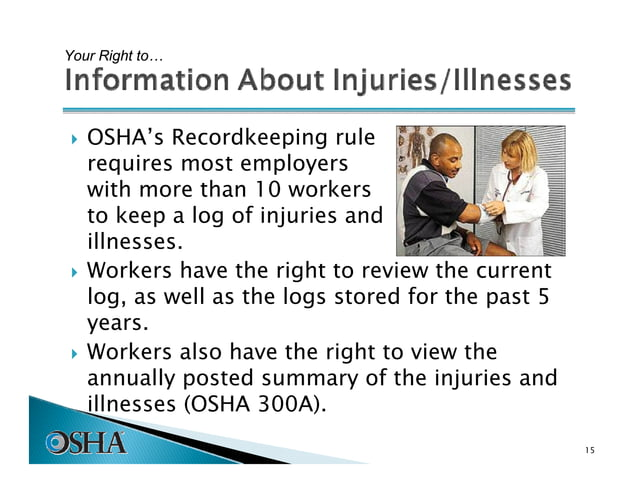 Your Right to…
Information About Injuries/Illnesses
OSHA's Recordkeeping rule
requires most employers
with more than 10 workers
to keep a log of injuries and
illnesses.
Workers have the right to review the current
log, as well as the logs stored for the past 5
years.
Workers also have the right to view the
annually posted summary of the injuries and
illnesses (OSHA 300A).
OSHA
15